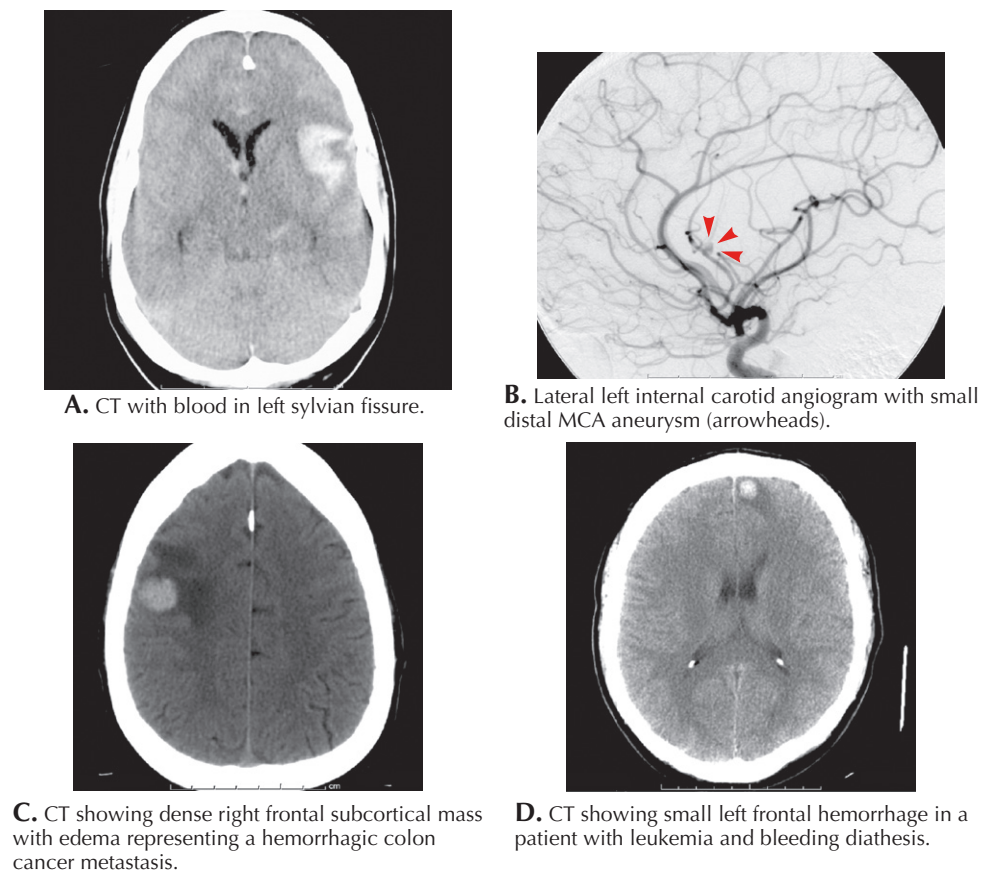 A. CT with blood in left sylvian fissure.
B. Lateral left internal carotid angiogram with small
distal MCA aneurysm (arrowheads).
cm
C. CT showing dense right frontal subcortical mass
with edema representing a hemorrhagic colon
cancer metastasis.
D. CT showing small left frontal hemorrhage in a
patient with leukemia and bleeding diathesis.